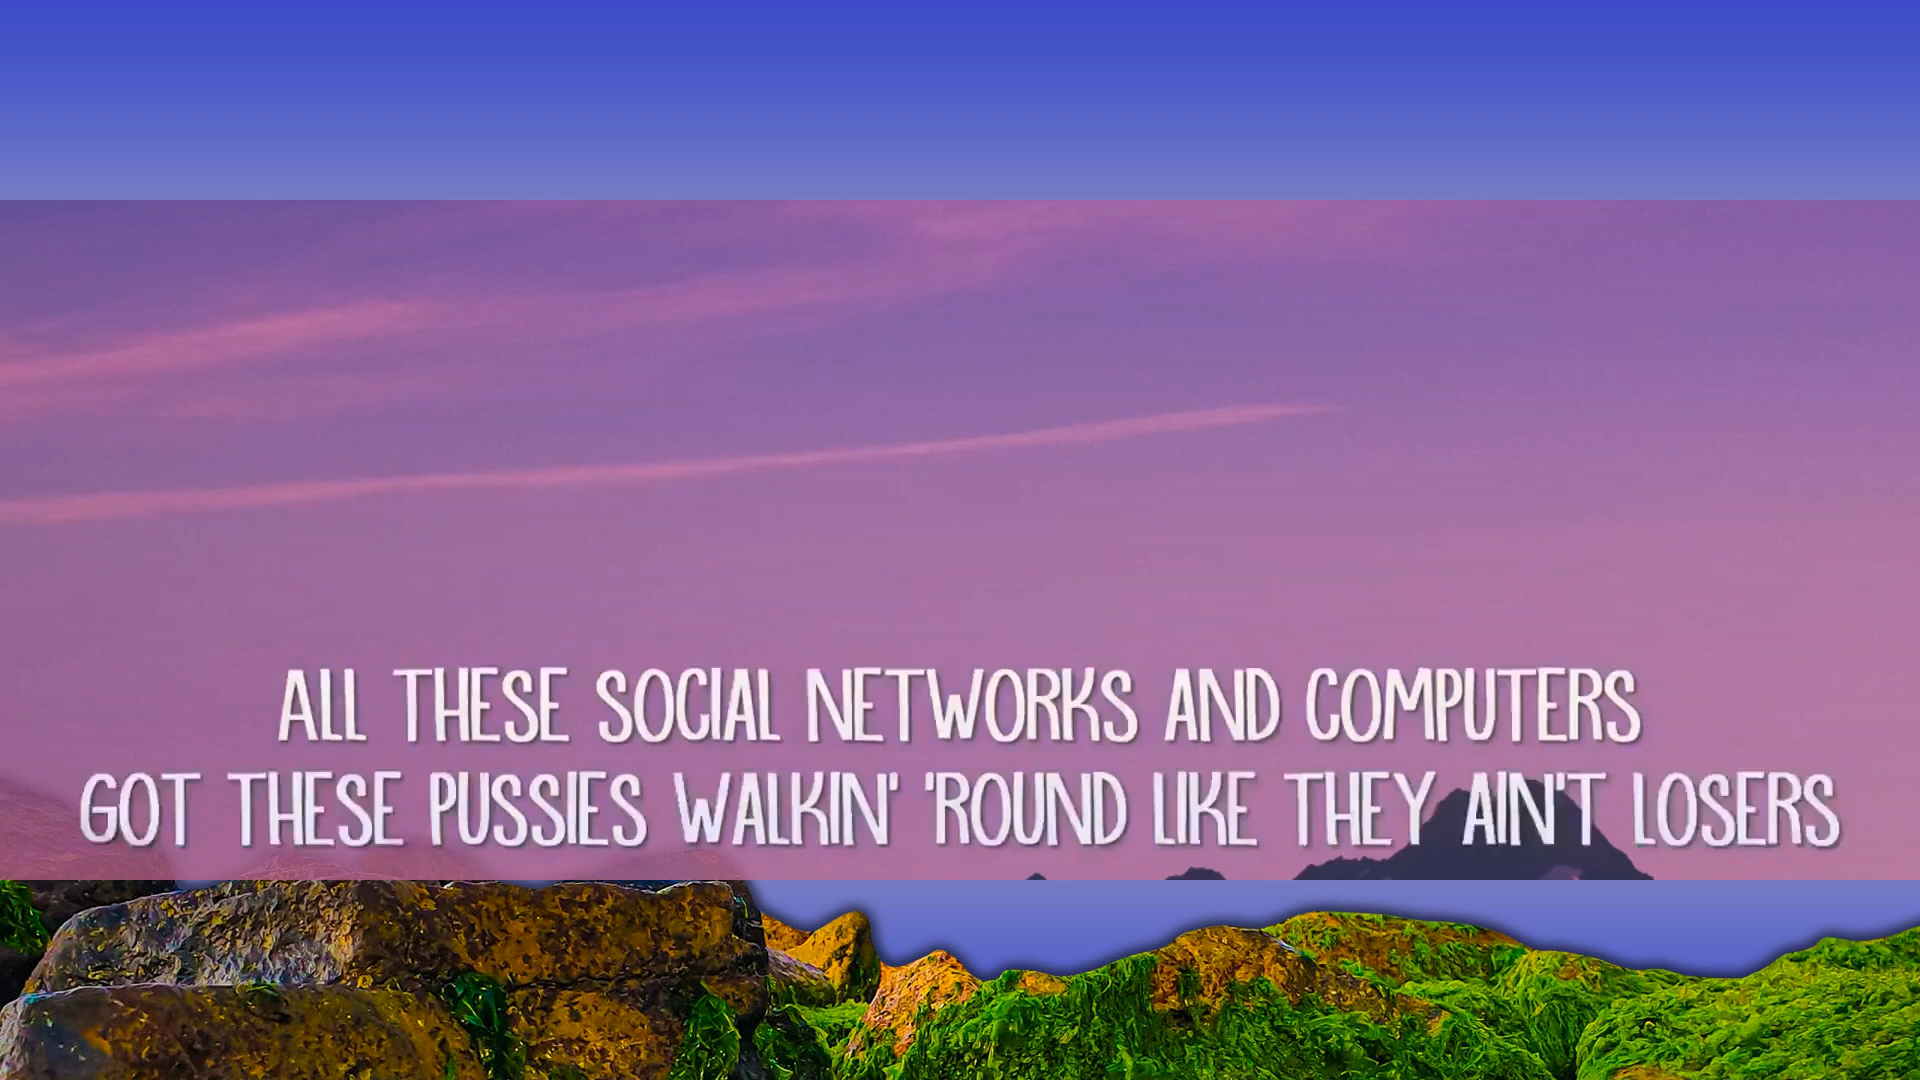 ALL THESE SOCIAL NETWORKS AND COMPUTERS
GOT THESE PUSSIES WALKIN' 'ROUND LIKE THEY AIN'T LOSERS